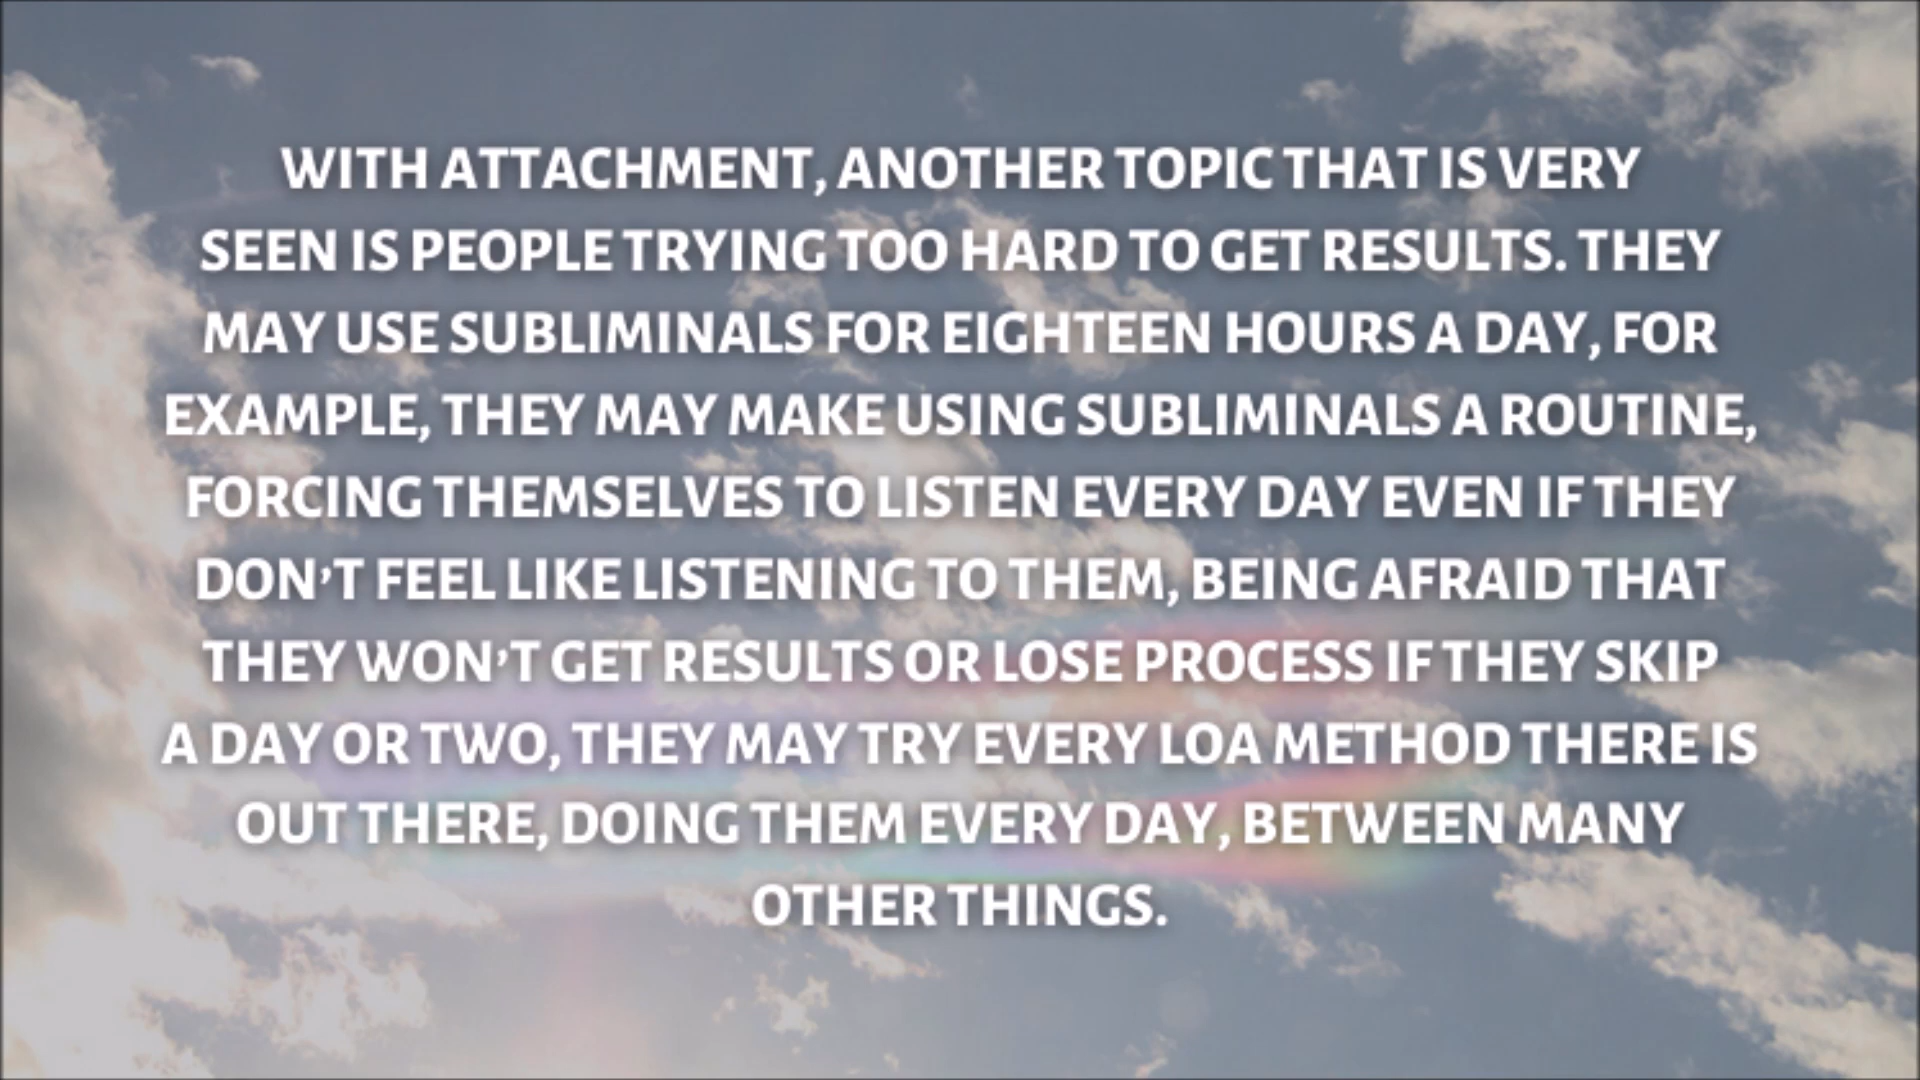 WITH ATTACHMENT, ANOTHER TOPIC THAT IS VERY
SEEN IS PEOPLE TRYING TOO HARD TO GET RESULTS. THEY
MAY USE SUBLIMINALS FOR EIGHTEEN HOURS A DAY, FOR
EXAMPLE, THEY MAY MAKE USING SUBLIMINALS A ROUTINE,
FORCING THEMSELVES TO LISTEN EVERY DAY EVEN IF THEY
DON’T FEEL LIKE LISTENING TO THEM, BEING AFRAID THAT
THEY WON’T GET RESULTS OR LOSE PROCESS IF THEY SKIP
A DAY OR TWO, THEY MAY TRY EVERY LOA METHOD THERE IS
OUT THERE, DOING THEM EVERY DAY, BETWEEN MANY
OTHER THINGS.